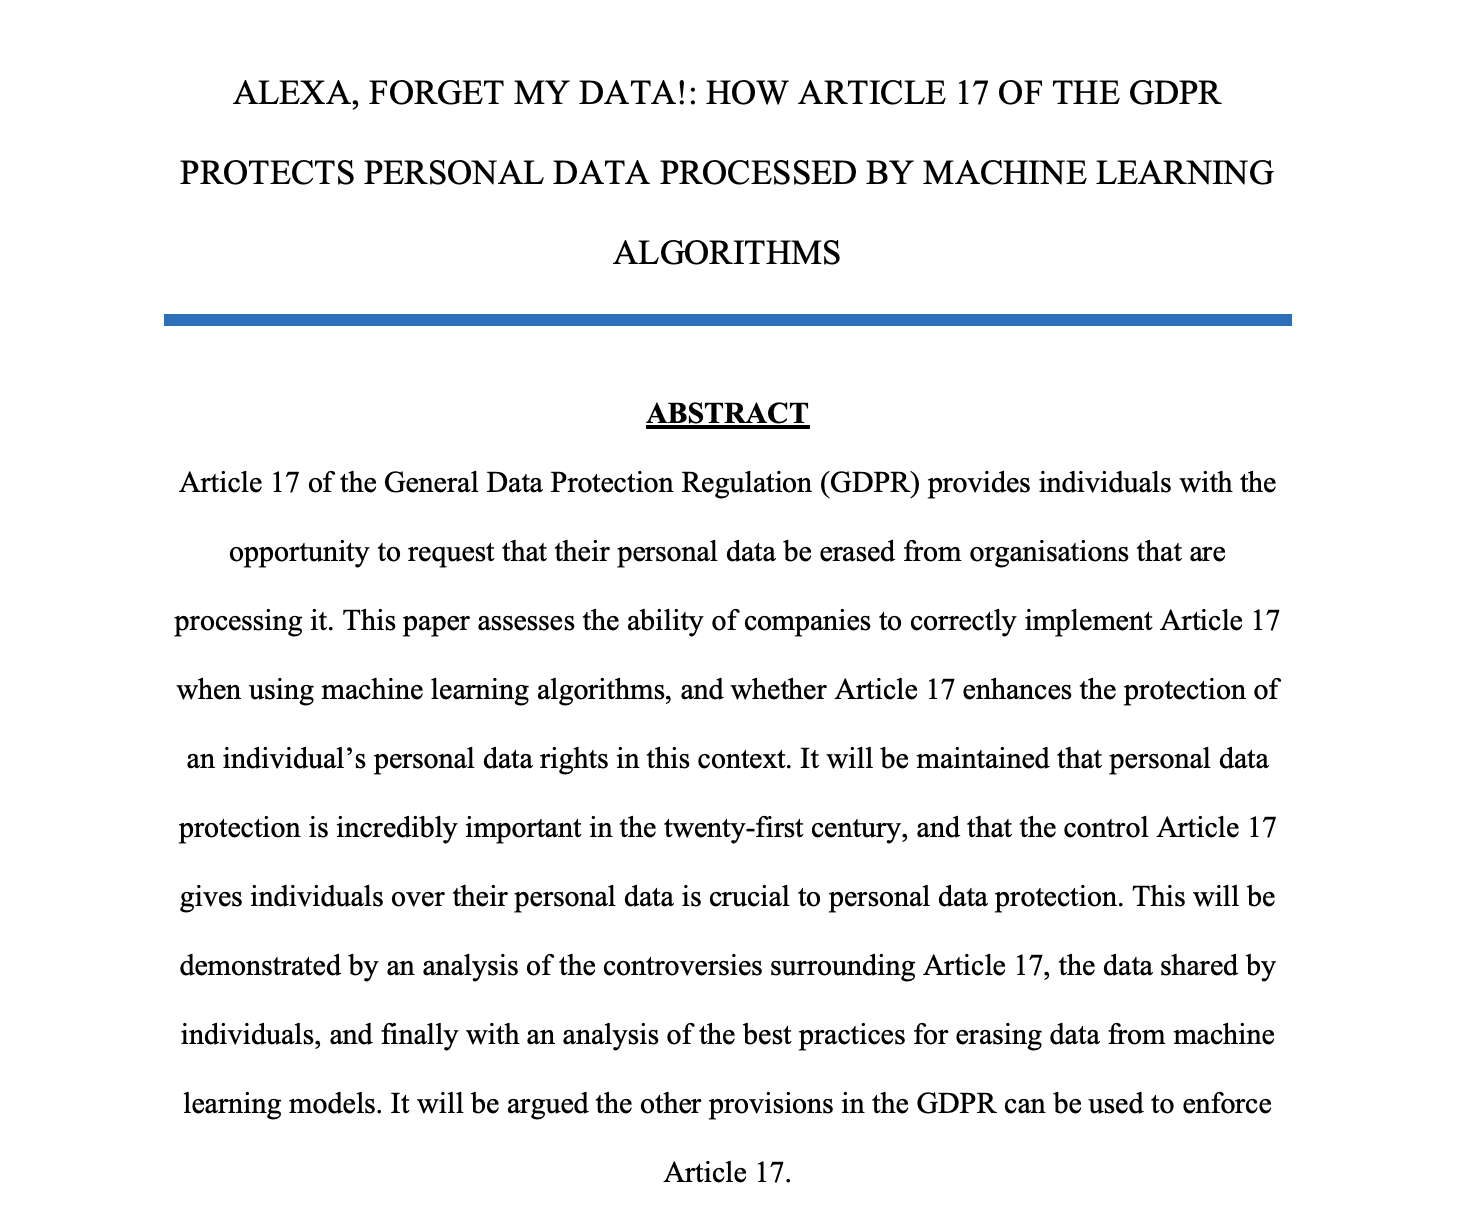 ALEXA, FORGET MY DATA!: HOW ARTICLE 17 OF THE GDPR
PROTECTS PERSONAL DATA PROCESSED BY MACHINE LEARNING
ALGORITHMS
ABSTRACT
Article 17 of the General Data Protection Regulation (GDPR) provides individuals with the
opportunity to request that their personal data be erased from organisations that are
processing it. This paper assesses the ability of companies to correctly implement Article 17
when using machine learning algorithms, and whether Article 17 enhances the protection of
an individual’s personal data rights in this context. It will be maintained that personal data
protection is incredibly important in the twenty-first century, and that the control Article 17
gives individuals over their personal data is crucial to personal data protection. This will be
demonstrated by an analysis of the controversies surrounding Article 17, the data shared by
individuals, and finally with an analysis of the best practices for erasing data from machine
learning models. It will be argued the other provisions in the GDPR can be used to enforce
Article 17.